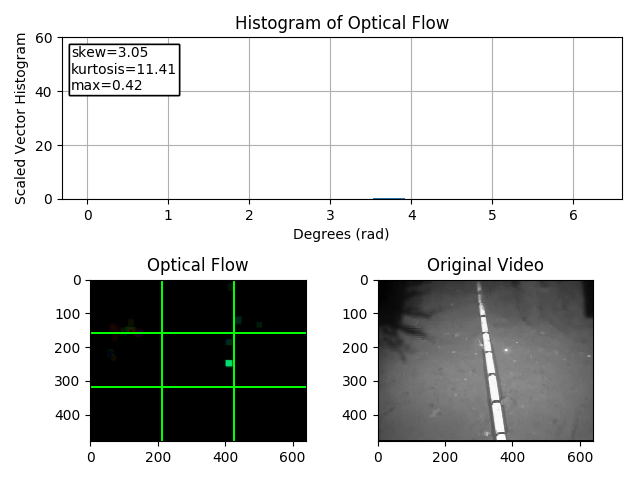 Histogram of Optical Flow
Scaled Vector Histogram
60
40
20
0
skew=3.05
kurtosis=11.41
max=0.42
0 1 2 3 4 5 6
Degrees (rad)
Optical Flow
0
100
200
300
400
0 200 400 600
Original Video
0
100
200
300
400
0 200 400 600